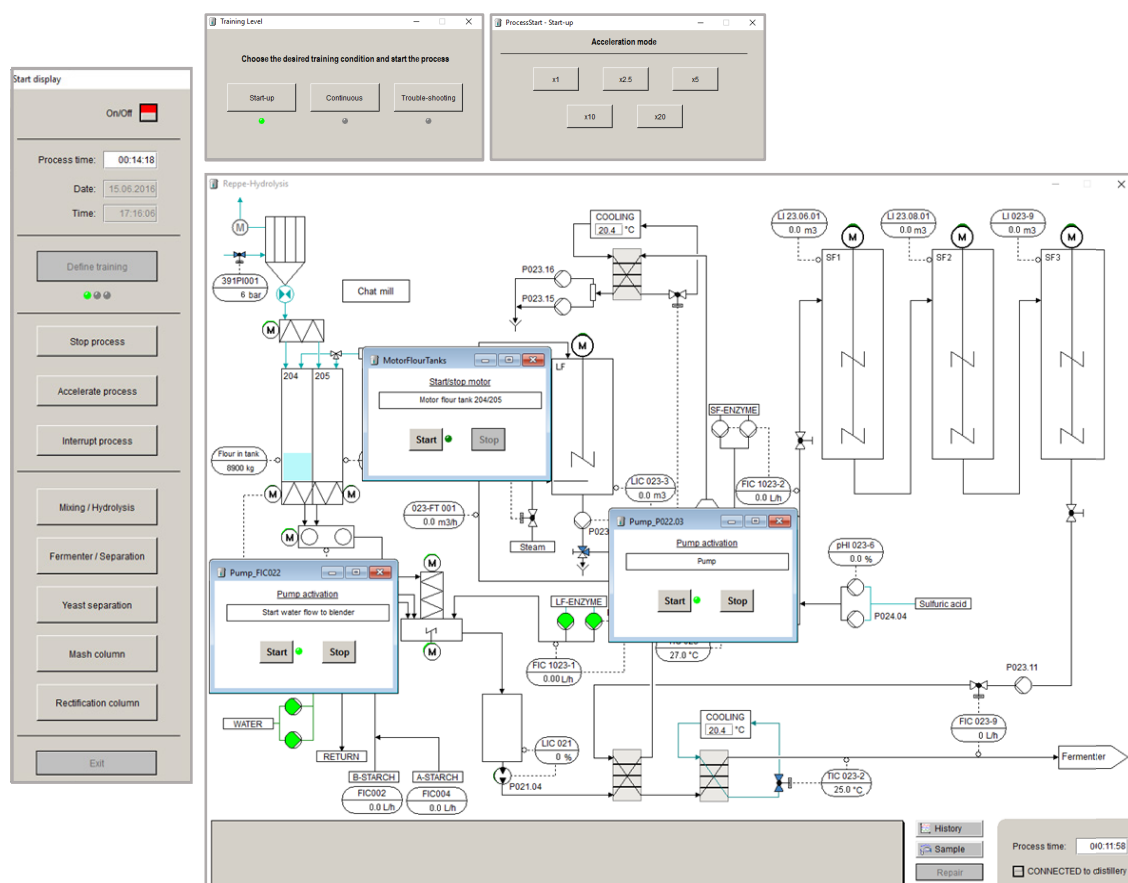 Training Level
Choose the desired training condition and start the process
Start-up
Continuous
Trouble-shooting
ProcessStart - Start-up
Acceleration mode
x1
x2.5
x5
x10
x20
Start display
On/Off
Process time: 00:14:18
Date: 15.06.2016
Time: 17:16:06
Define training
Stop process
Accelerate process
Interrupt process
Mixing / Hydrolysis
Fermenter / Separation
Yeast separation
Mash column
Rectification column
Exit
Reppe-Hydrolysis
M
391PI001
6 bar
Chat mill
COOLING
20.4 °C
P023.16
P023.15
LI 23.06.01
0.0 m3
LI 23.08.01
0.0 m3
LI 023-9
0.0 m3
M
M
M
SF1
SF2
SF3
M
204
205
M
LF
MotorFlourTanks
Start/stop motor
Motor flour tank 204/205
Start
Stop
SF-ENZYME
Flour in tank
8900 kg
M
M
LIC 023-3
0.0 m3
FIC 1023-2
0.0 L/h
023-FT 001
0.0 m3/h
Steam
M
Pump_P022.03
Pump activation
Pump
Start
Stop
pHI 023-6
0.0 %
Sulfuric acid
P024.04
Pump_FIC022
Pump activation
Start water flow to blender
Start
Stop
M
M
LF-ENZYME
FIC 1023-1
0.00 L/h
27.0 °C
P023.11
WATER
RETURN
B-STARCH
A-STARCH
FIC002
0.0 L/h
FIC004
0.0 L/h
LIC 021
0 %
P021.04
COOLING
20.4 °C
FIC 023-9
0 L/h
TIC 023-2
25.0 °C
Fermentler
History
Sample
Repair
Process time: 00:11:58
CONNECTED to distillery